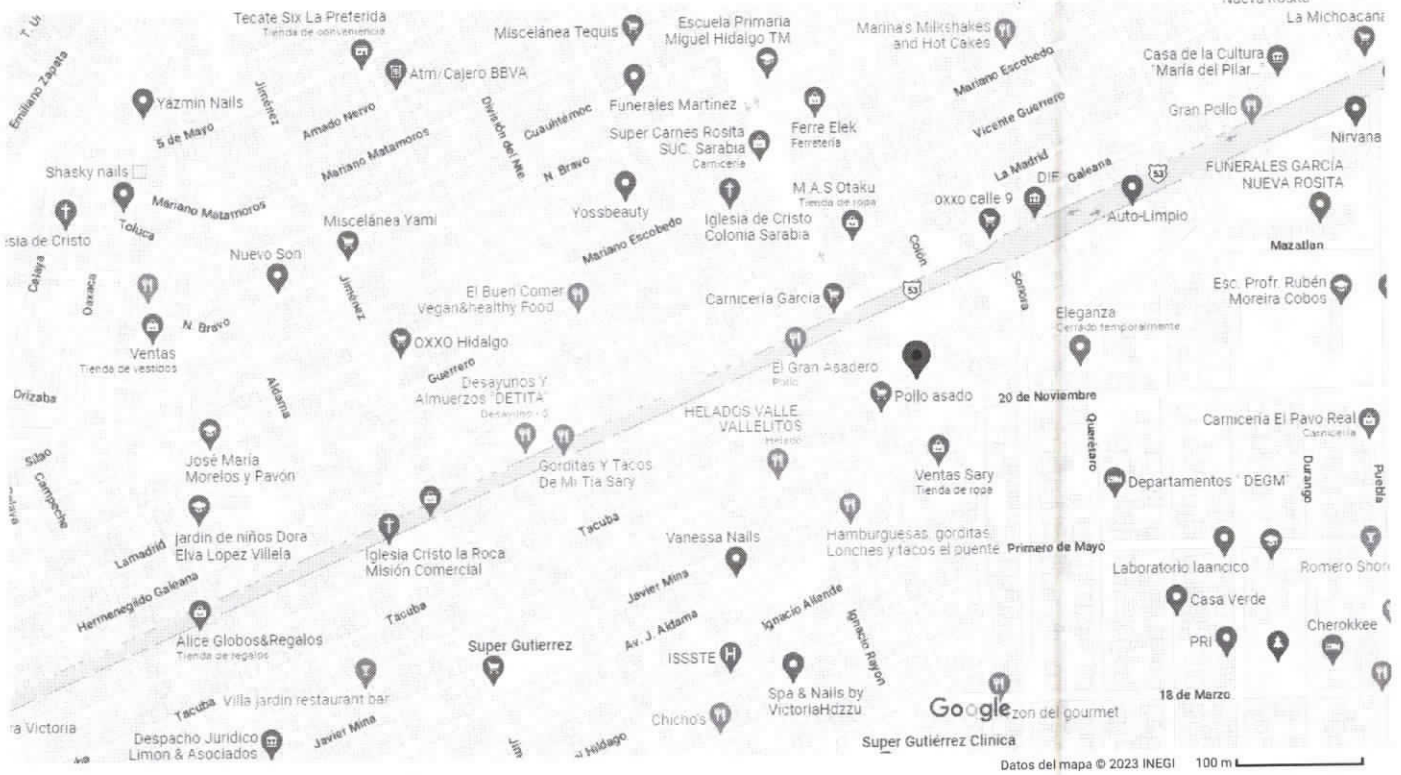 Tecate Six La Preferida
Tienda de conveniencia
Miscelánea Tequis
Escuela Primaria
Miguel Hidalgo TM
Marina's Milkshakes
and Hot Cakes
La Michoacana
Casa de la Cultura
"María del Pilar...
Emiliano Zapata
Atm/Cajero BBVA
Mariano Escobedo
Yazmin Nails
Jiménez
Amado Nervo
División del Nte
Cuauhtémoc
Funerales Martinez
Gran Pollo
Vicente Guerrero
5 de Mayo
Mariano Matamoros
Super Carnes Rosita
SUC. Sarabia
Carnicería
Ferre Elek
Ferretería
Nirvana
N. Bravo
La Madrid
DIF
Galeana
53
FUNERALES GARCÍA
NUEVA ROSITA
Shasky nails
Mariano Matamoros
Toluca
Miscelánea Yami
Yossbeauty
Mariano Escobedo
Iglesia de Cristo
Colonia Sarabia
M.A.S Otaku
Tienda de ropa
oxxo calle 9
Auto-Limpio
esia de Cristo
Nuevo Son
Colón
Mazatlan
Celaya
Oaxaca
Jiménez
El Buen Comer
Vegan&healthy Food
Carnicería Garcia
53
Sonora
Esc. Profr. Rubén
Moreira Cobos
N. Bravo
Ventas
Tienda de vestidos
OXXO Hidalgo
Guerrero
Eleganza
Cerrado temporalmente
El Gran Asadero
Pollo
Orizaba
Aldama
Desayunos Y
Almuerzos "DETITA"
Pollo asado
20 de Noviembre
HELADOS VALLE
VALLELITOS
Helado
Querétaro
Carnicería El Pavo Real
Carnicería
Silao
Campeche
José María
Morelos y Pavón
Gorditas Y Tacos
De Mi Tia Sary
Ventas Sary
Tienda de ropa
Departamentos " DEGM"
Durango
Puebla
Lamadrid
jardin de niños Dora
Elva Lopez Villela
Iglesia Cristo la Roca
Misión Comercial
Tacuba
Vanessa Nails
Hamburguesas, gorditas,
Lonches y tacos el puente
Primero de Mayo
Laboratorio Iaancico
Romero Shor
Hermenegildo Galeana
Javier Mina
Casa Verde
Tacuba
Ignacio Allende
Ignacio Rayon
Alice Globos&Regalos
Tienda de regalos
Super Gutierrez
Av. J. Aldama
ISSSTE
PRI
Cherokkee
Tacuba
Villa jardin restaurant bar
Spa & Nails by
VictoriaHdzzu
18 de Marzo
ra Victoria
Chicho's
Google
zon del gourmet
Despacho Juridico
Limon & Asociados
Javier Mina
Jim
Hidago
Super Gutiérrez Clinica
Datos del mapa © 2023 INEGI
100 m